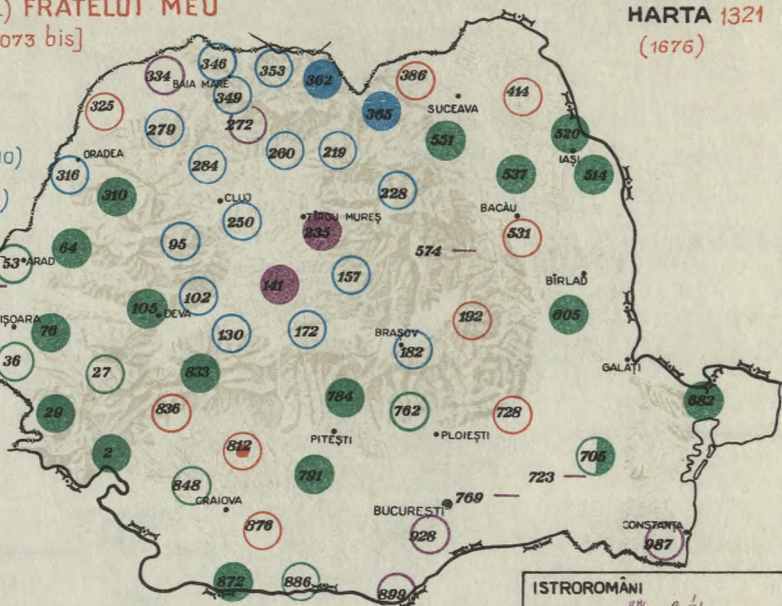 FRATELUI MEU
073 bis]
HARTA 1321
(1676)
346
353
362
386
334
BAIA MARE
349
365
SUCEAVA
414
325
279
272
260
219
551
520
IAȘI
ORADEA
284
316
310
228
537
514
CLUJ
250
TÎRGU MUREȘ
235
BACĂU
531
95
574
64
53
ARAD
141
157
BÎRLAD
102
105
DEVA
605
IȘOARA
76
130
172
192
BRAȘOV
182
36
27
833
GALAȚI
29
836
784
762
728
682
PITEȘTI
PLOIEȘTI
2
812
705
791
723
848
CRAIOVA
769
BUCUREȘTI
876
928
CONSTANȚA
987
872
886
899
ISTROROMÂNI